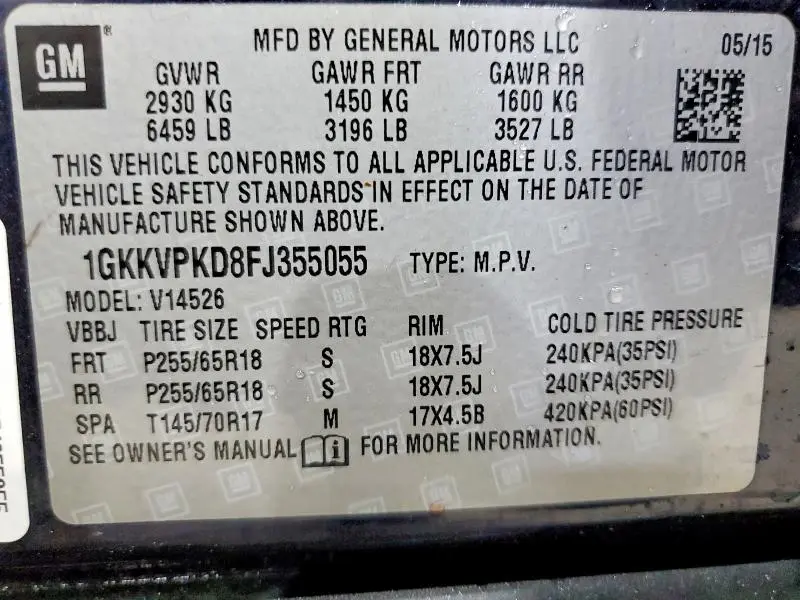 GM
MFD BY GENERAL MOTORS LLC 05/15
GVWR GAWR FRT GAWR RR
2930 KG 1450 KG 1600 KG
6459 LB 3196 LB 3527 LB
THIS VEHICLE CONFORMS TO ALL APPLICABLE U.S. FEDERAL MOTOR
VEHICLE SAFETY STANDARDS IN EFFECT ON THE DATE OF
MANUFACTURE SHOWN ABOVE.
1GKKVPKD8FJ355055 TYPE: M.P.V.
MODEL: V14526
VBBJ TIRE SIZE SPEED RTG RIM COLD TIRE PRESSURE
FRT P255/65R18 S 18X7.5J 240KPA(35PSI)
RR P255/65R18 S 18X7.5J 240KPA(35PSI)
SPA T145/70R17 M 17X4.5B 420KPA(60PSI)
SEE OWNER'S MANUAL FOR MORE INFORMATION.